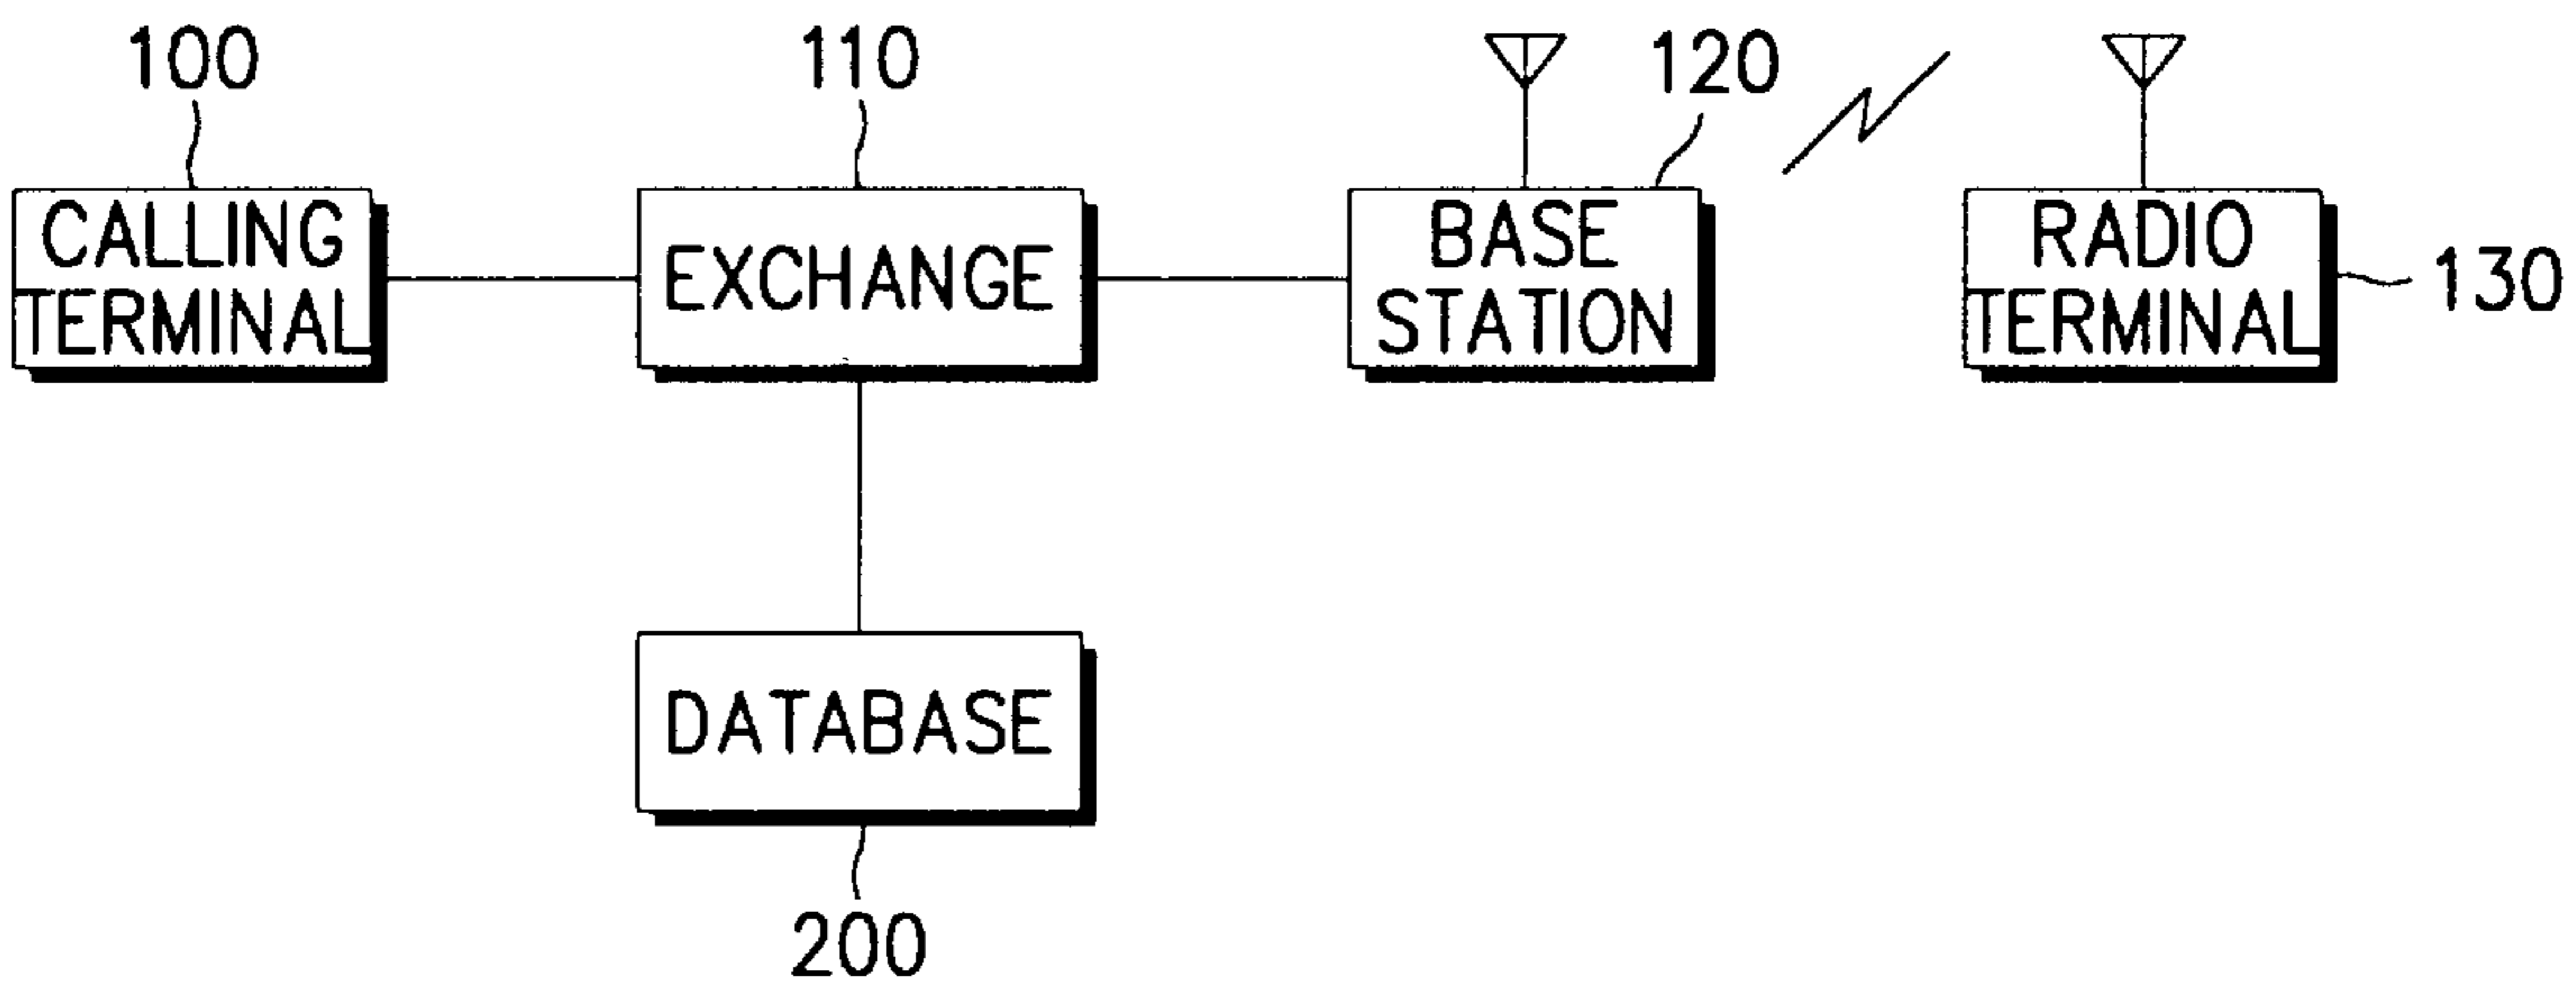 100
110
120
CALLING
TERMINAL
EXCHANGE
BASE
STATION
RADIO
TERMINAL
130
DATABASE
200